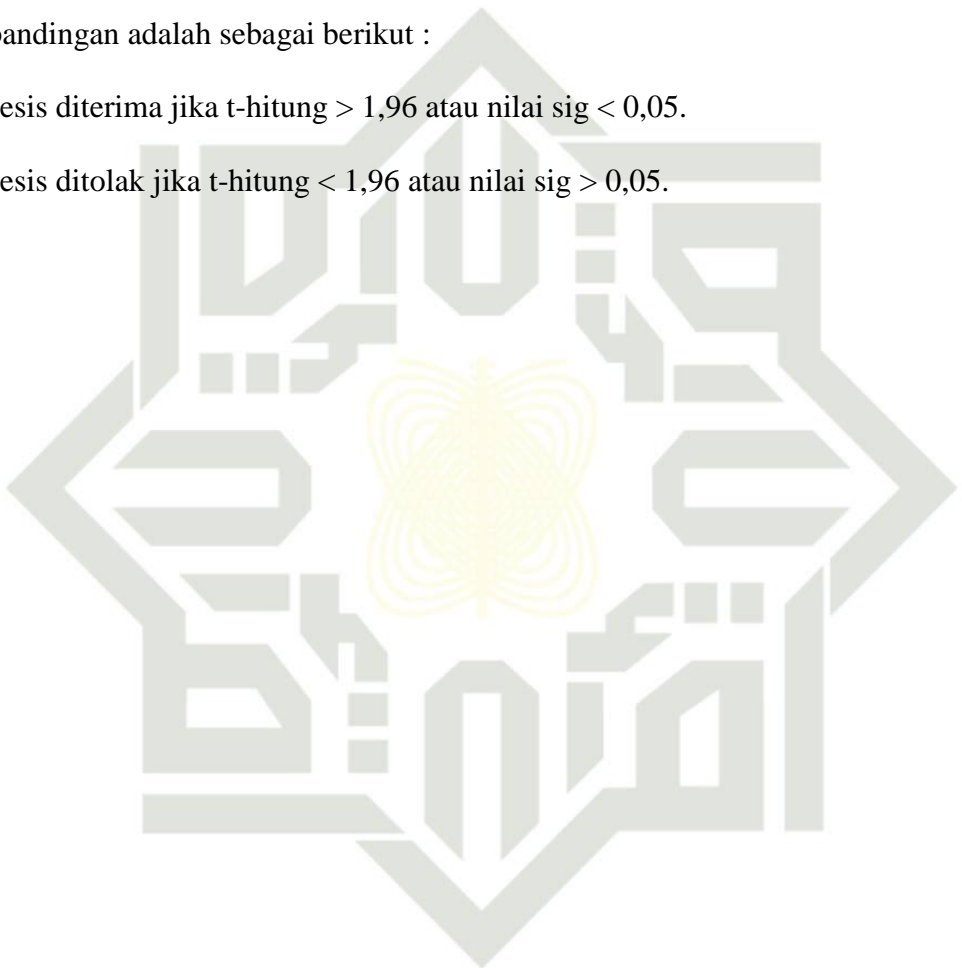 bandingan adalah sebagai berikut :
esis diterima jika t-hitung > 1,96 atau nilai sig < 0,05.
esis ditolak jika t-hitung < 1,96 atau nilai sig > 0,05.